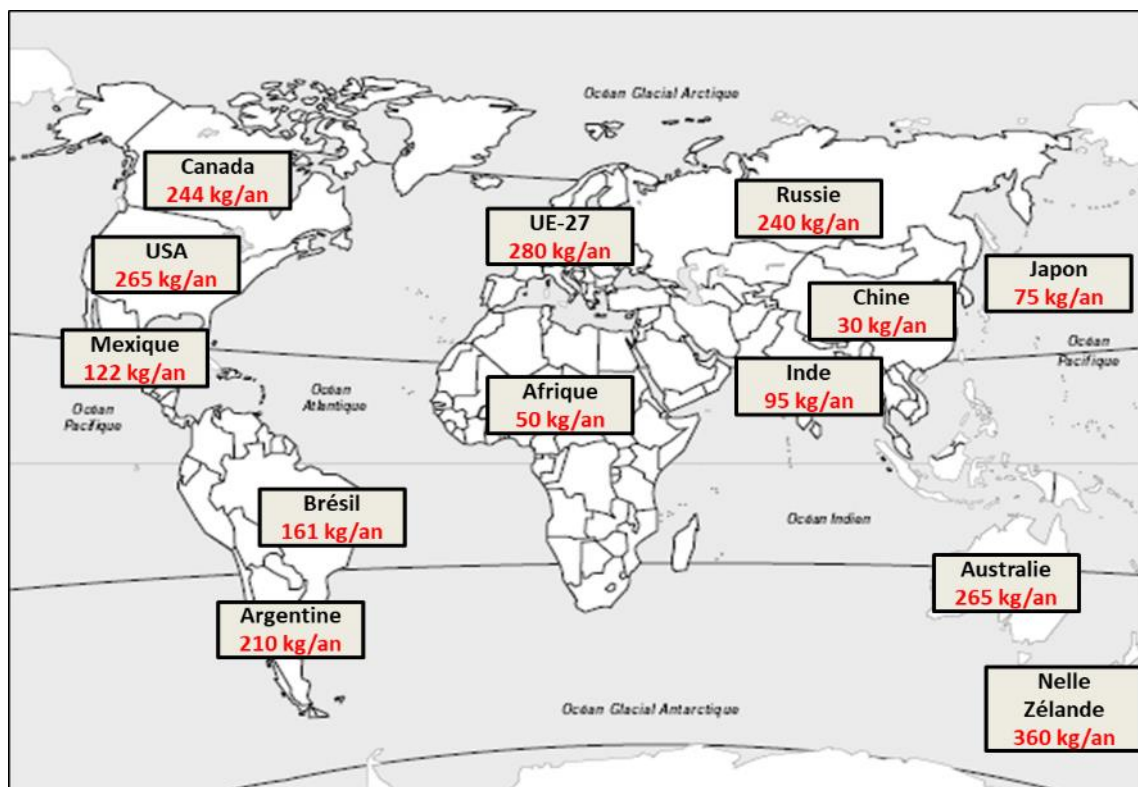 Océan Glacial Arctique
Canada
244 kg/an
Russie
240 kg/an
UE-27
280 kg/an
USA
265 kg/an
Japon
75 kg/an
Chine
30 kg/an
Mexique
122 kg/an
Océan
Pacifique
Inde
95 kg/an
Afrique
50 kg/an
Océan
Atlantique
Océan
Pacifique
Brésil
161 kg/an
Océan Indien
Australie
265 kg/an
Argentine
210 kg/an
Nelle
Zélande
360 kg/an
Océan Glacial Antarctique